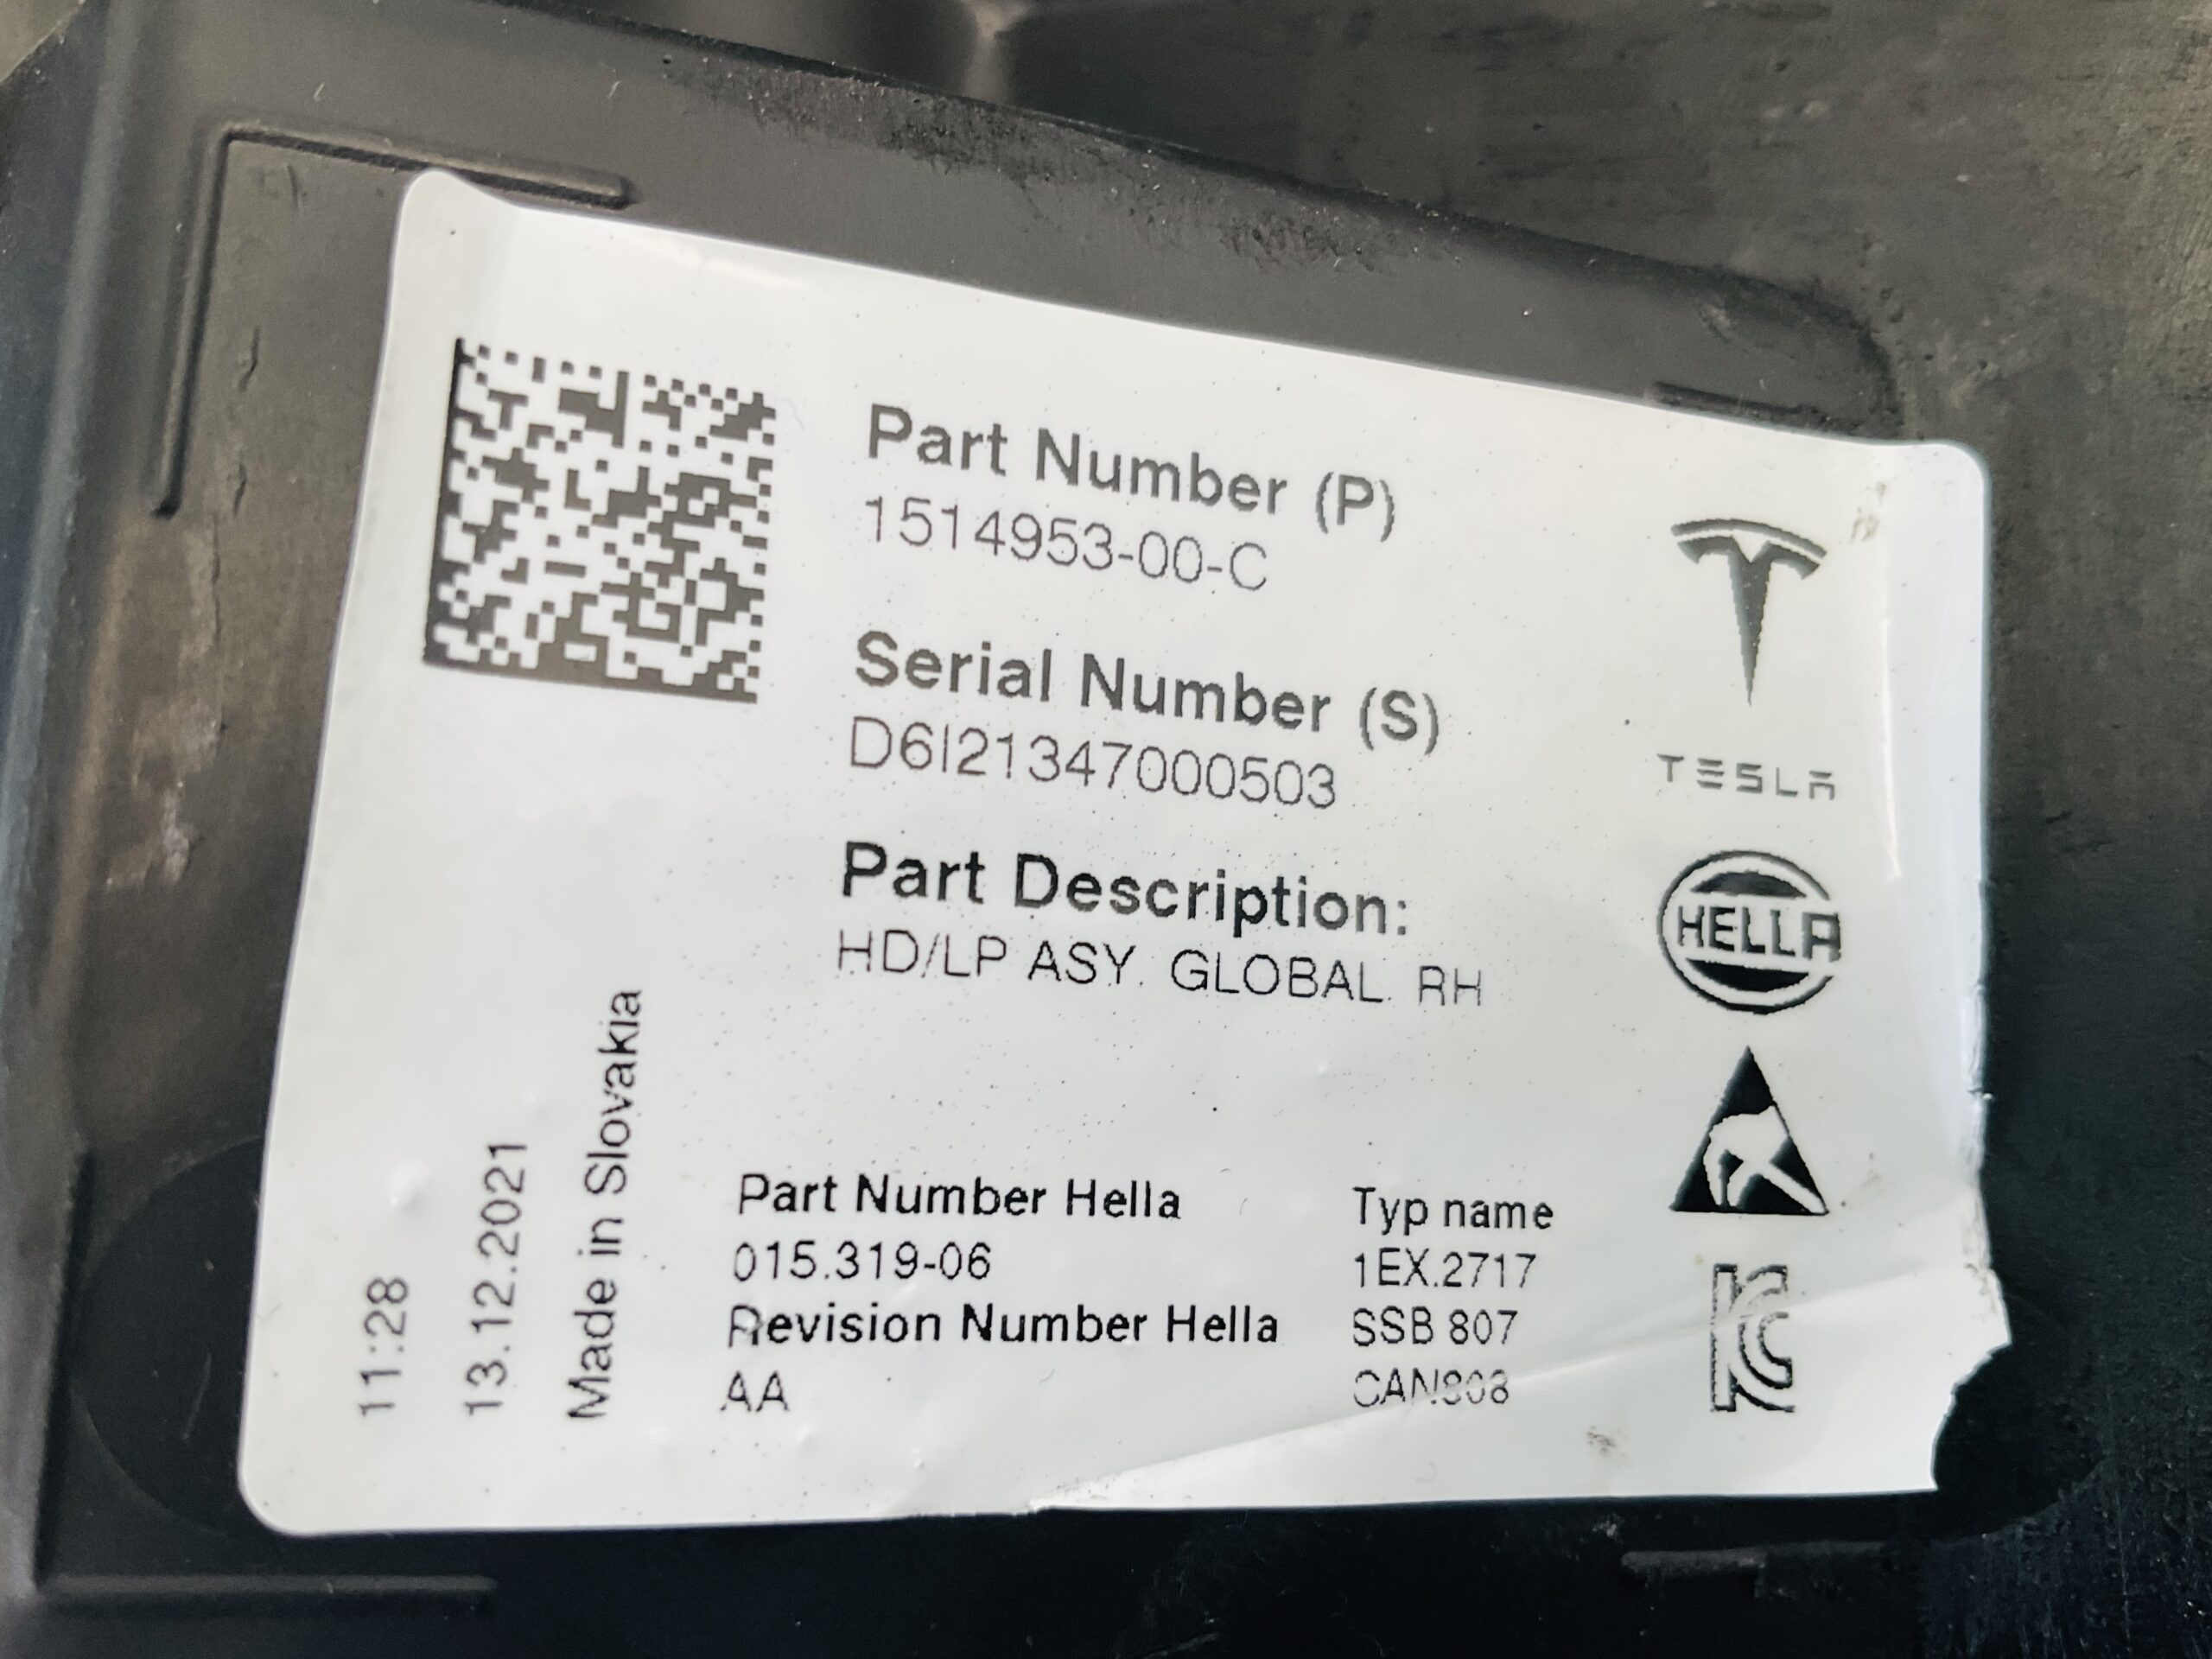 Part Number (P)
1514953-00-C
Serial Number (S)
D6I21347000503
Part Description:
HD/LP ASY. GLOBAL. RH
TESLA
HELLA
Part Number Hella
015.319-06
Revision Number Hella
AA
Typ name
1EX.2717
SSB 807
CAN808
KC
11:28
13.12.2021
Made in Slovakia